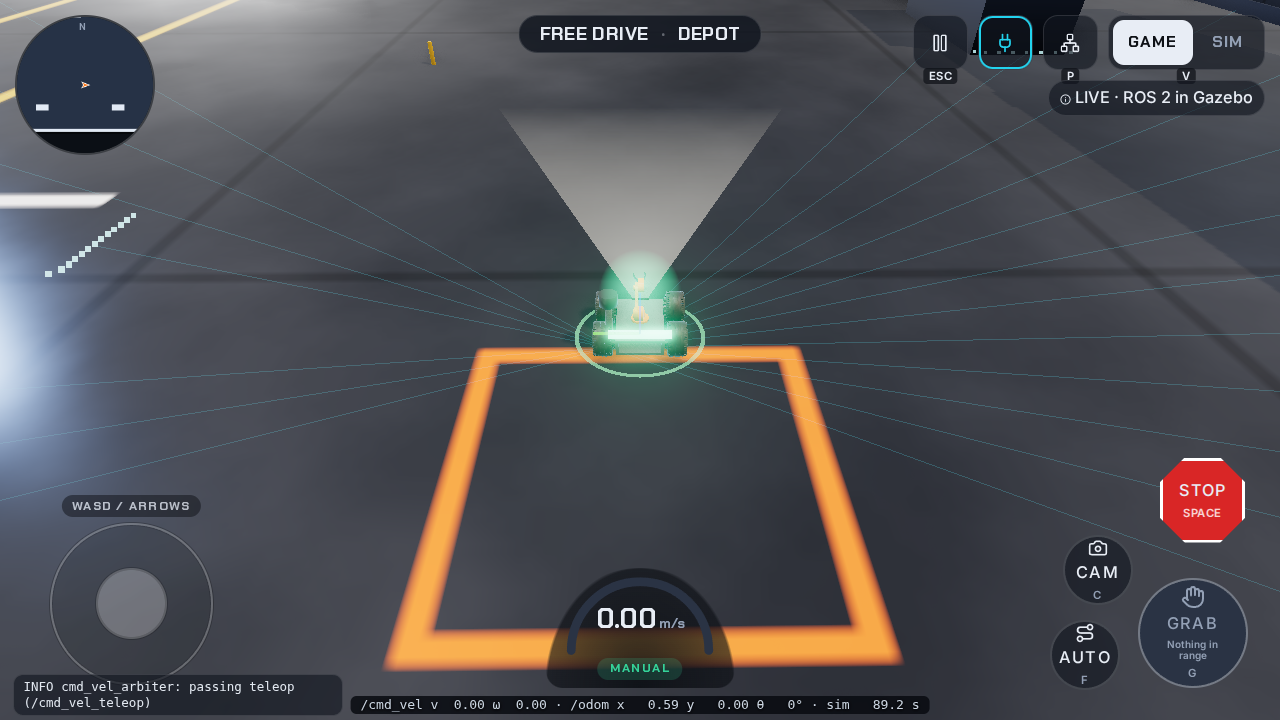 N
FREE DRIVE · DEPOT
ESC
P
GAME
SIM
V
LIVE · ROS 2 in Gazebo
WASD / ARROWS
STOP
SPACE
CAM
C
GRAB
Nothing in
range
G
AUTO
F
0.00 m/s
MANUAL
INFO cmd_vel_arbiter: passing teleop
(/cmd_vel_teleop)
/cmd_vel v 0.00 ω 0.00 · /odom x 0.59 y 0.00 θ 0° · sim 89.2 s